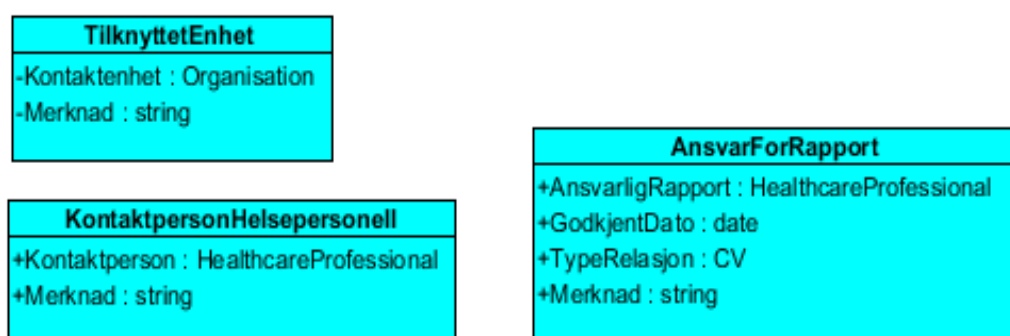 TilknyttetEnhet
-Kontaktenhet : Organisation
-Merknad : string
KontaktpersonHelsepersonell
+Kontaktperson : HealthcareProfessional
+Merknad : string
AnsvarForRapport
+AnsvarligRapport : HealthcareProfessional
+GodkjentDato : date
+TypeRelasjon : CV
+Merknad : string